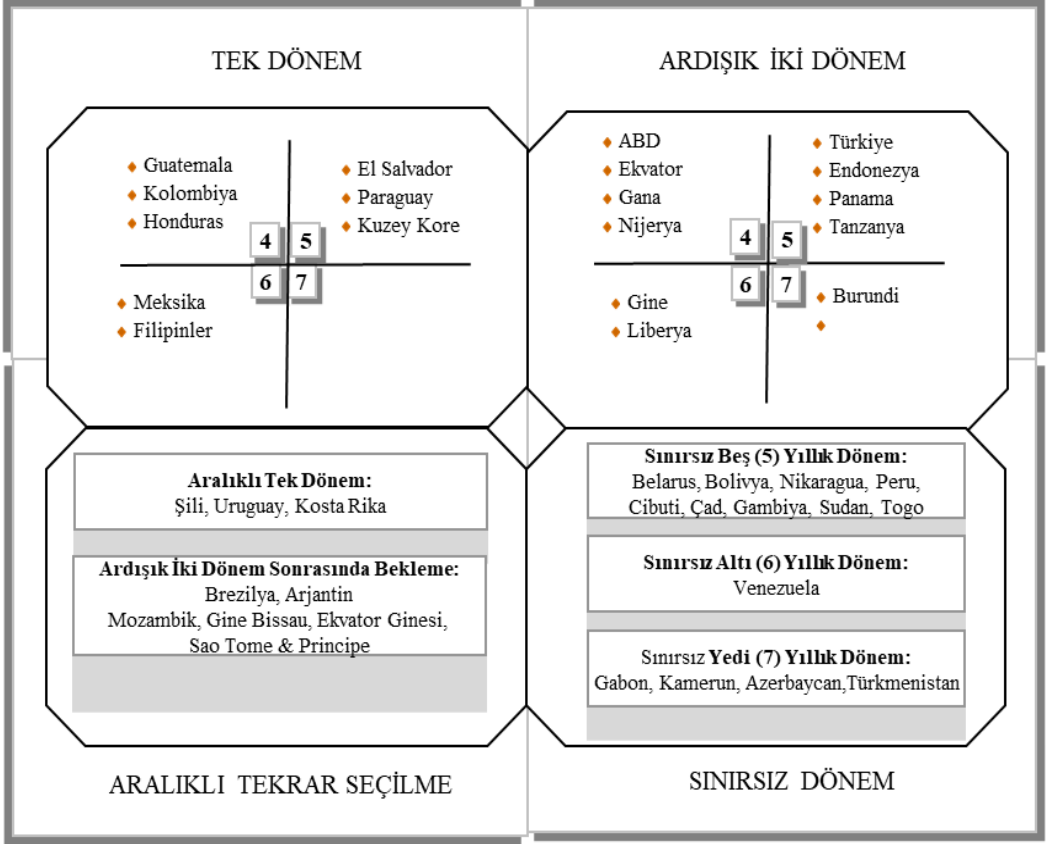 TEK DÖNEM
Guatemala
Kolombiya
Honduras
El Salvador
Paraguay
Kuzey Kore
4
5
6
7
Meksika
Filipinler
ARDIŞIK İKİ DÖNEM
ABD
Ekvator
Gana
Nijerya
Türkiye
Endonezya
Panama
Tanzanya
4
5
6
7
Gine
Liberya
Burundi
Aralıklı Tek Dönem:
Şili, Uruguay, Kosta Rika
Ardışık İki Dönem Sonrasında Bekleme:
Brezilya, Arjantin
Mozambik, Gine Bissau, Ekvator Ginesi,
Sao Tome & Principe
ARALIKLI TEKRAR SEÇİLME
Sınırsız Beş (5) Yıllık Dönem:
Belarus, Bolivya, Nikaragua, Peru,
Cibuti, Çad, Gambiya, Sudan, Togo
Sınırsız Altı (6) Yıllık Dönem:
Venezuela
Sınırsız Yedi (7) Yıllık Dönem:
Gabon, Kamerun, Azerbaycan,Türkmenistan
SINIRSIZ DÖNEM